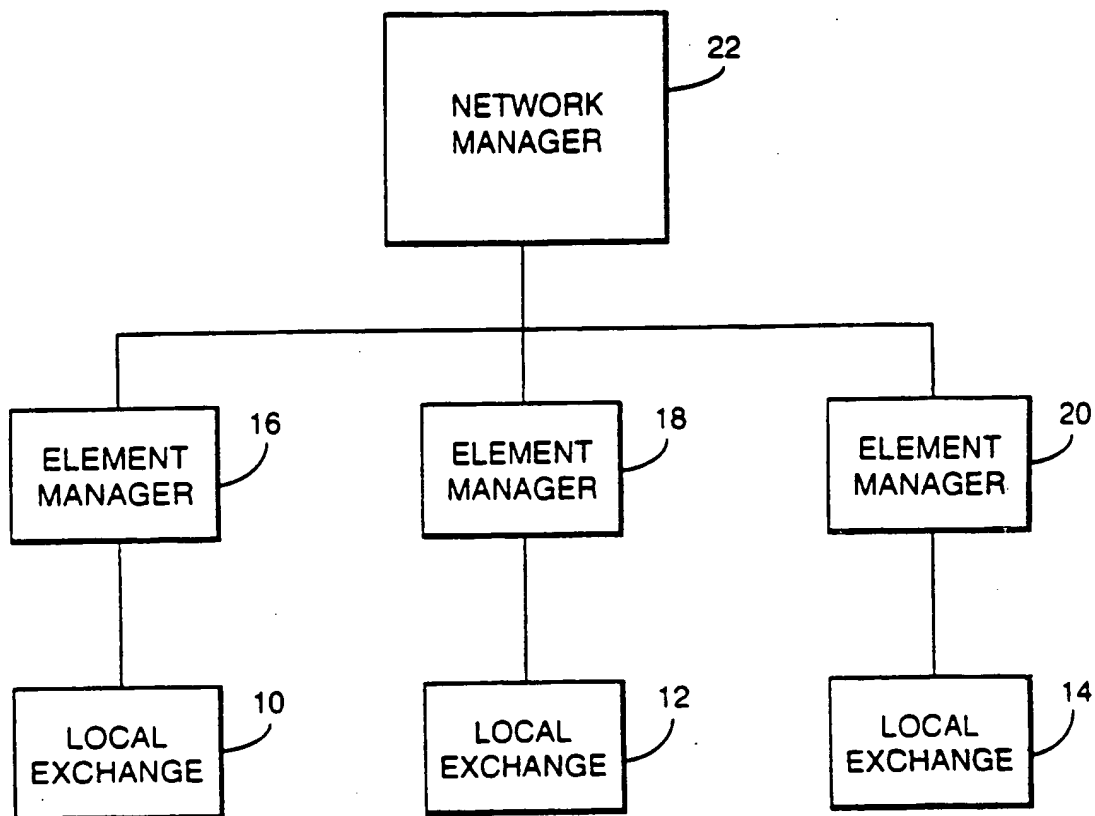 22
NETWORK
MANAGER
16
ELEMENT
MANAGER
18
ELEMENT
MANAGER
20
ELEMENT
MANAGER
10
LOCAL
EXCHANGE
12
LOCAL
EXCHANGE
14
LOCAL
EXCHANGE